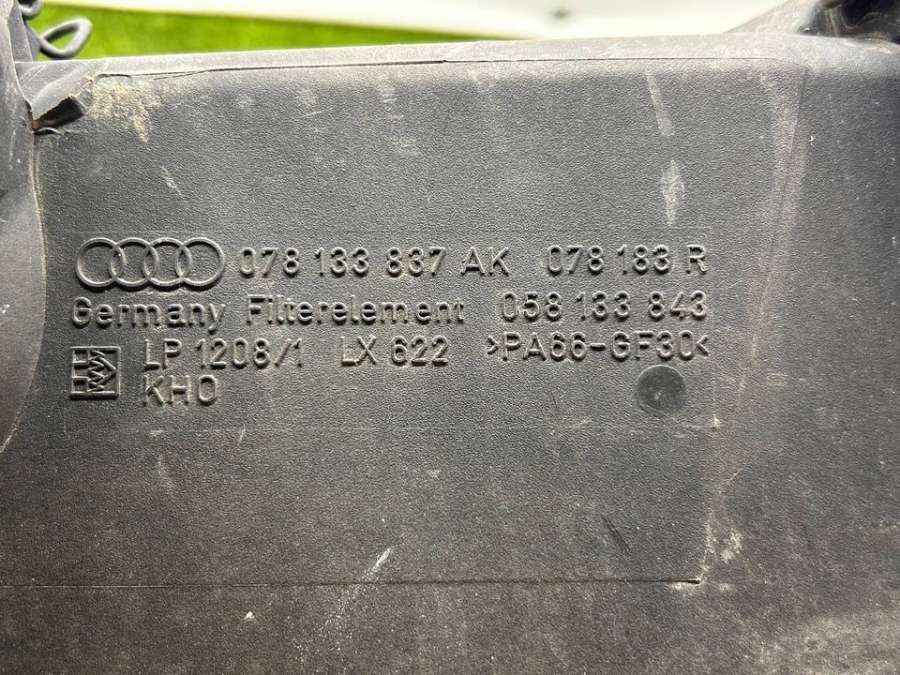 078 133 837 AK 078 183 R
Germany Filterelement 058 133 843
LP 1208/1 LX 622 >PA66-GF30<
KHO